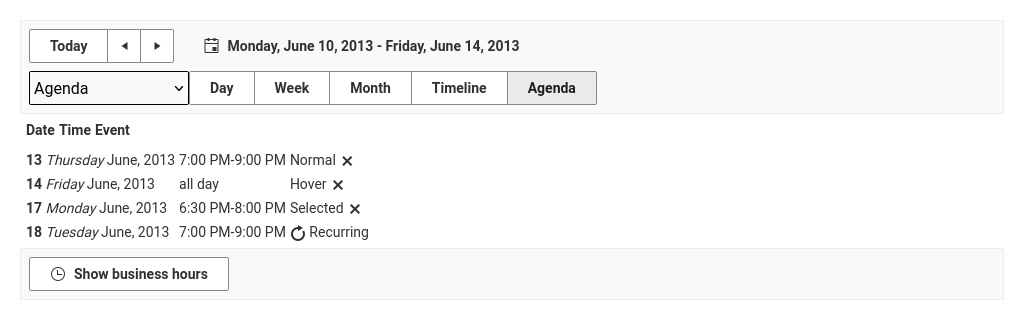 Today Monday, June 10, 2013 - Friday, June 14, 2013
Agenda Day Week Month Timeline Agenda
Date Time Event
13 Thursday June, 2013 7:00 PM-9:00 PM Normal
14 Friday June, 2013 all day Hover
17 Monday June, 2013 6:30 PM-8:00 PM Selected
18 Tuesday June, 2013 7:00 PM-9:00 PM Recurring
Show business hours